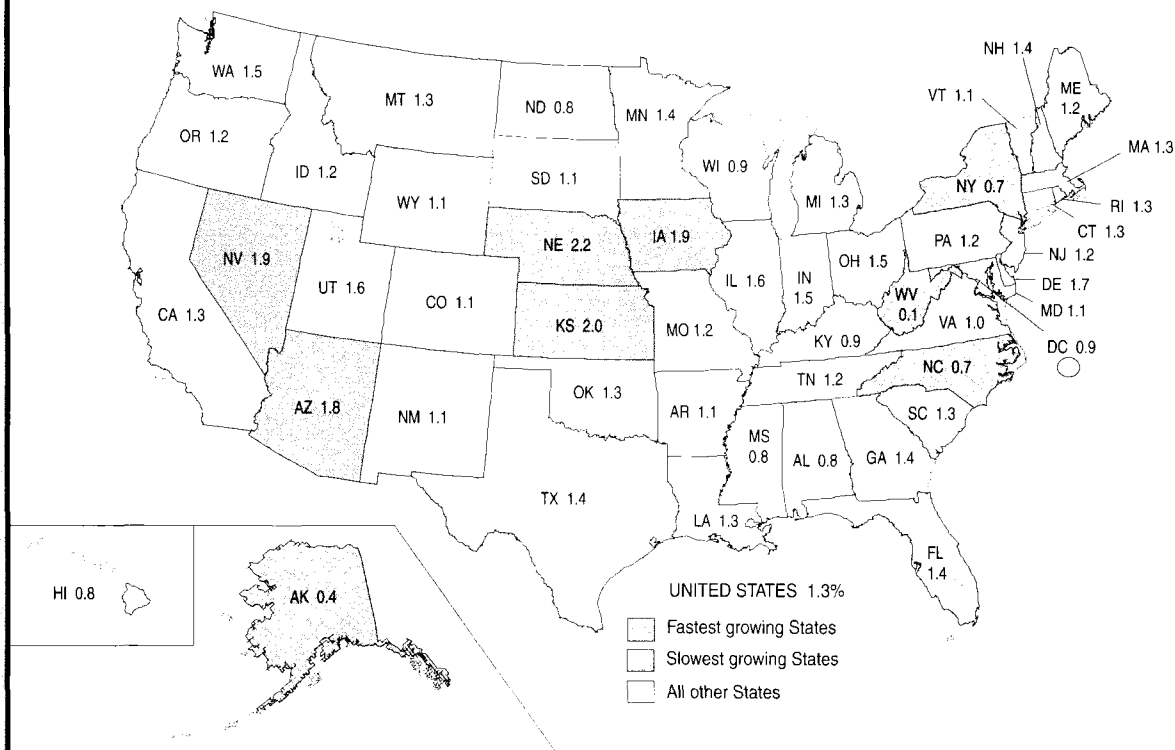 NH 1.4
WA 1.5
VT 1.1
ME
1.2
MT 1.3
ND 0.8
MN 1.4
OR 1.2
MA 1.3
WI 0.9
ID 1.2
SD 1.1
NY 0.7
MI 1.3
RI 1.3
WY 1.1
CT 1.3
PA 1.2
IA 1.9
NE 2.2
NJ 1.2
NV 1.9
OH 1.5
DE 1.7
UT 1.6
IL 1.6
IN
1.5
CO 1.1
WV
0.1
MD 1.1
CA 1.3
KS 2.0
MO 1.2
VA 1.0
KY 0.9
DC 0.9
NC 0.7
TN 1.2
OK 1.3
AZ 1.8
NM 1.1
AR 1.1
SC 1.3
MS
0.8
AL 0.8
GA 1.4
TX 1.4
LA 1.3
FL
1.4
HI 0.8
AK 0.4
UNITED STATES 1.3%
Fastest growing States
Slowest growing States
All other States